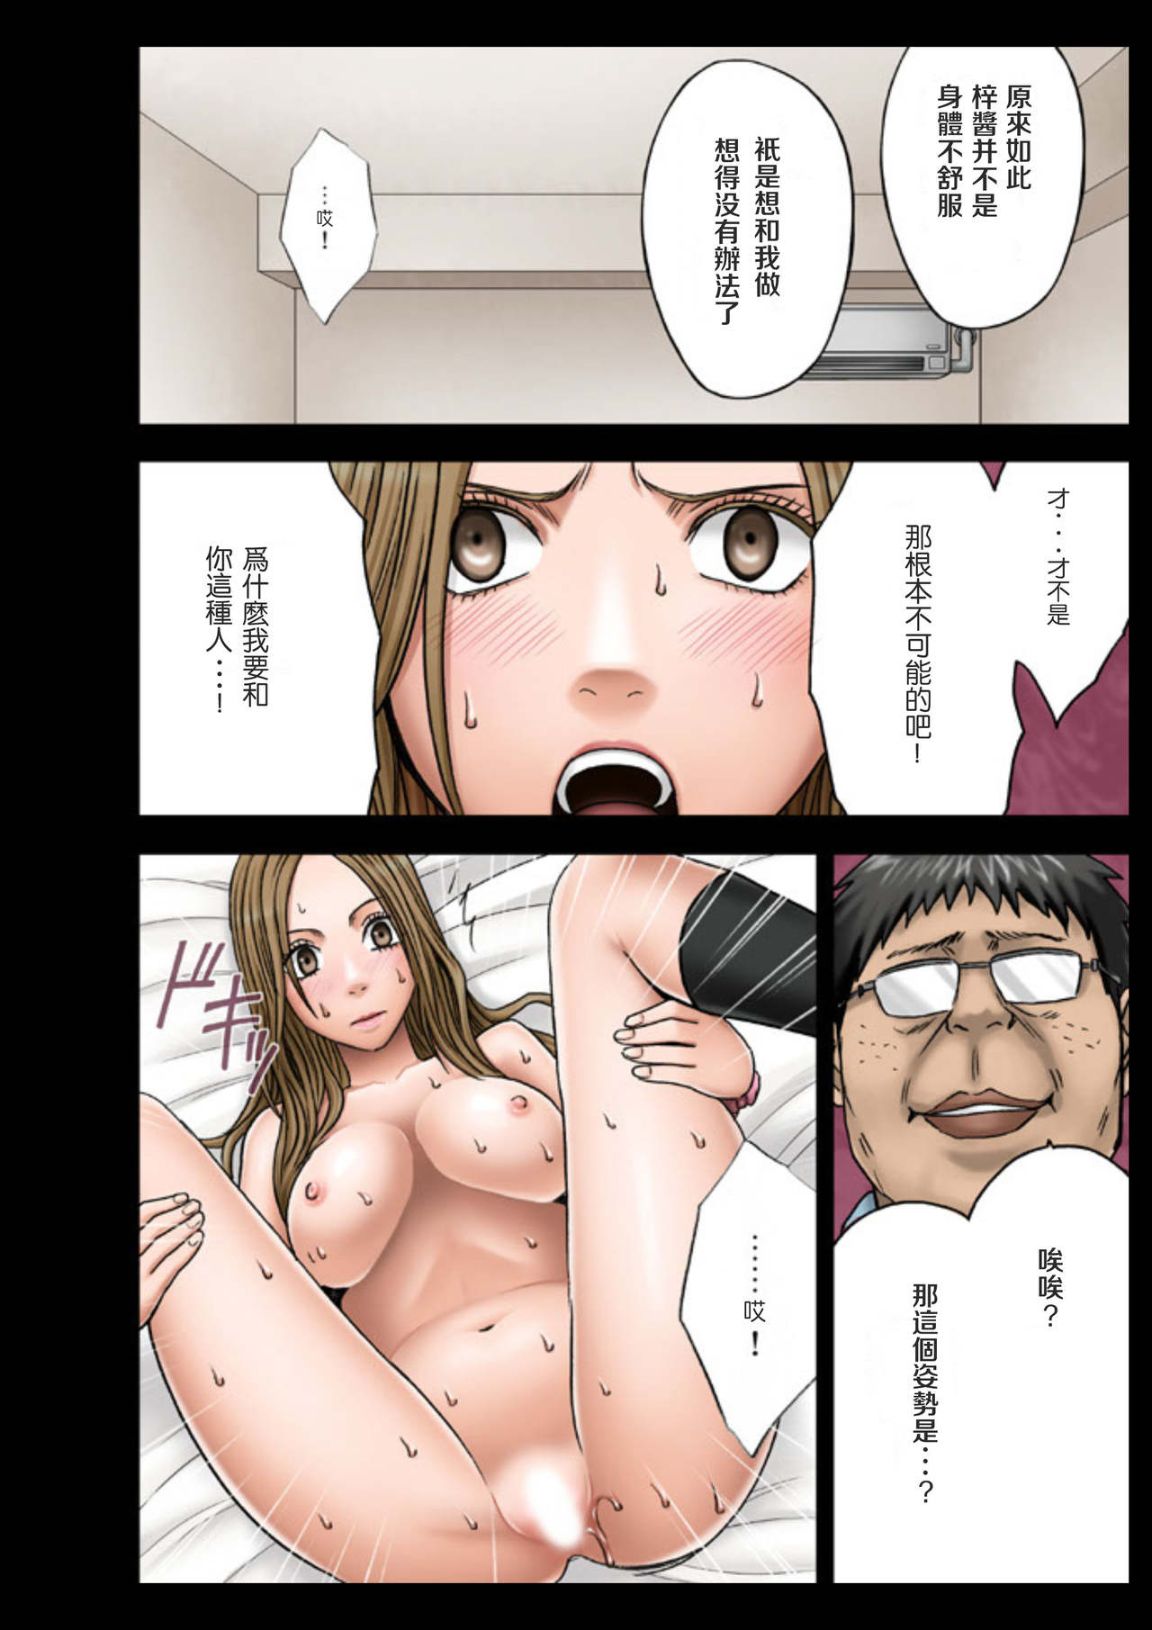 原來如此
梓醬并不是
身體不舒服
衹是想和我做
想得没有辦法了
…哎！
才…才不是
那根本不可能的吧！
爲什麽我要和
你這種人…！
唉唉？
那這個姿勢是…？
ドキッ
……哎！